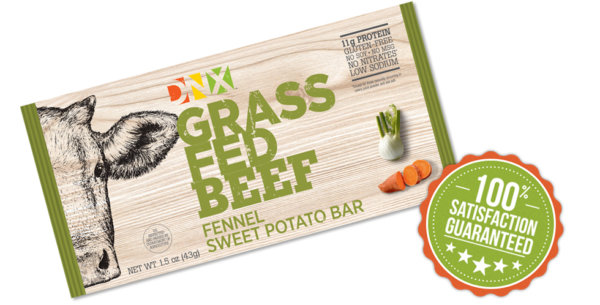 11g PROTEIN
GLUTEN-FREE
NO SOY • NO MSG
NO NITRATES*
LOW SODIUM
DNX
GRASS
FED
BEEF
FENNEL
SWEET POTATO BAR
NET WT 1.5 oz (43g)
100%
SATISFACTION
GUARANTEED